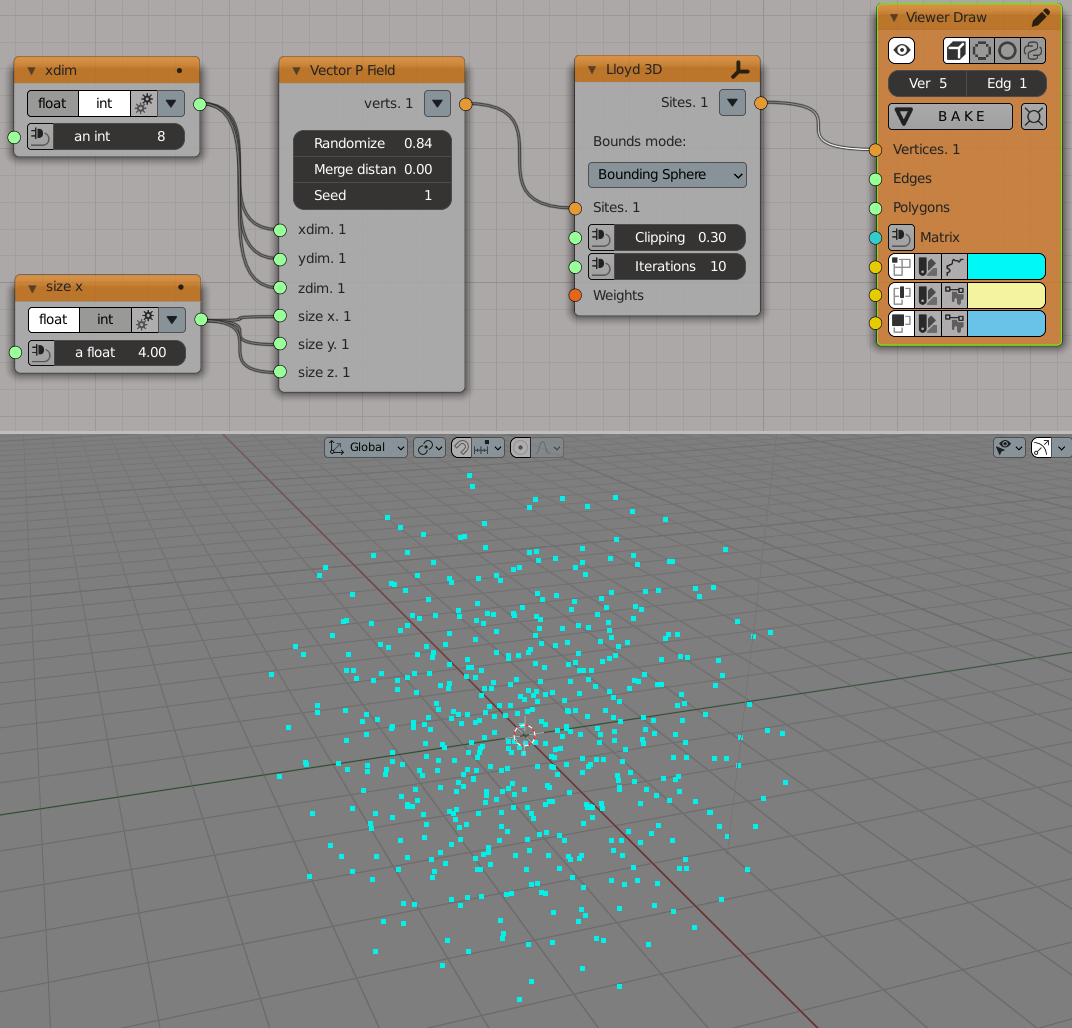 xdim
float int
an int 8
size x
float int
a float 4.00
Vector P Field
verts. 1
Randomize 0.84
Merge distan 0.00
Seed 1
xdim. 1
ydim. 1
zdim. 1
size x. 1
size y. 1
size z. 1
Lloyd 3D
Sites. 1
Bounds mode:
Bounding Sphere
Sites. 1
Clipping 0.30
Iterations 10
Weights
Viewer Draw
Ver 5 Edg 1
BAKE
Vertices. 1
Edges
Polygons
Matrix
Global